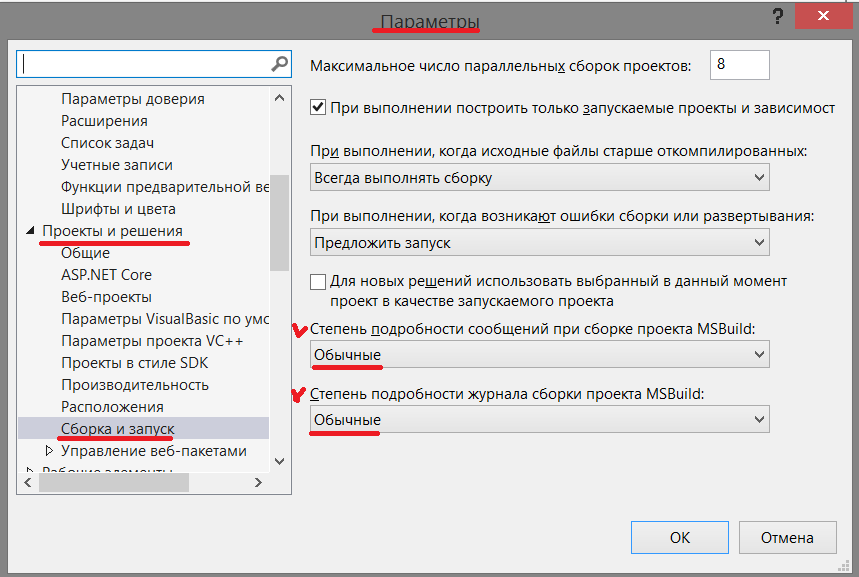 Параметры
?
Параметры доверия
Расширения
Список задач
Учетные записи
Функции предварительной ве
Шрифты и цвета
Проекты и решения
Общие
ASP.NET Core
Веб-проекты
Параметры VisualBasic по умо
Параметры проекта VC++
Проекты в стиле SDK
Производительность
Расположения
Сборка и запуск
Управление веб-пакетами
Рабочие элементы
Максимальное число параллельных сборок проектов:
8
При выполнении построить только запускаемые проекты и зависимост
При выполнении, когда исходные файлы старше откомпилированных:
Всегда выполнять сборку
При выполнении, когда возникают ошибки сборки или развертывания:
Предложить запуск
Для новых решений использовать выбранный в данный момент
проект в качестве запускаемого проекта
Степень подробности сообщений при сборке проекта MSBuild:
Обычные
Степень подробности журнала сборки проекта MSBuild:
Обычные
ОК
Отмена